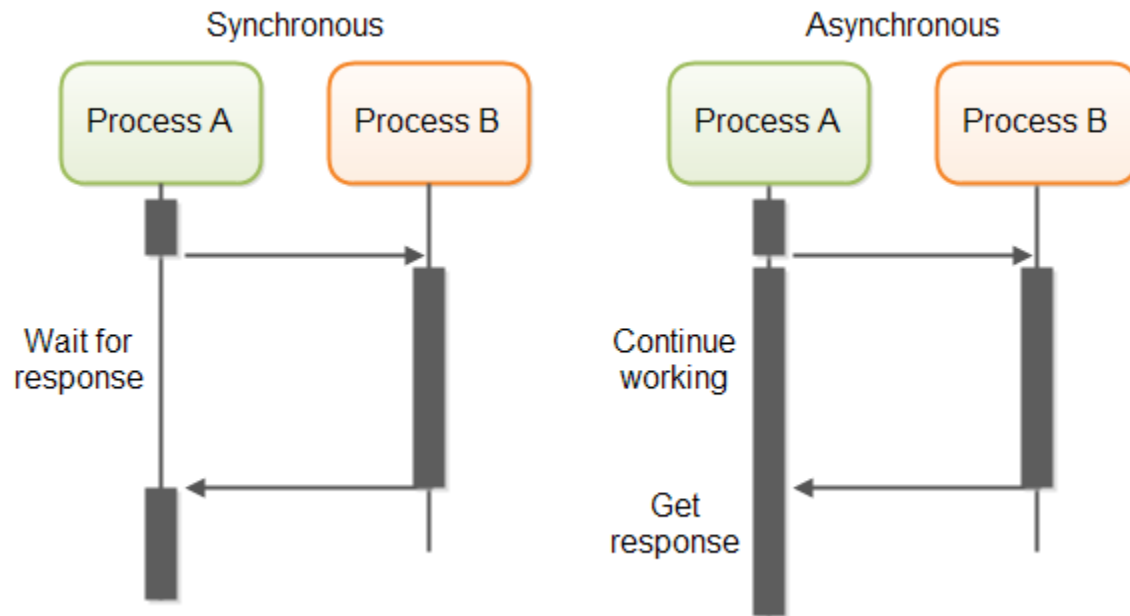 Synchronous
Asynchronous
Process A
Process B
Process A
Process B
Wait for
response
Continue
working
Get
response